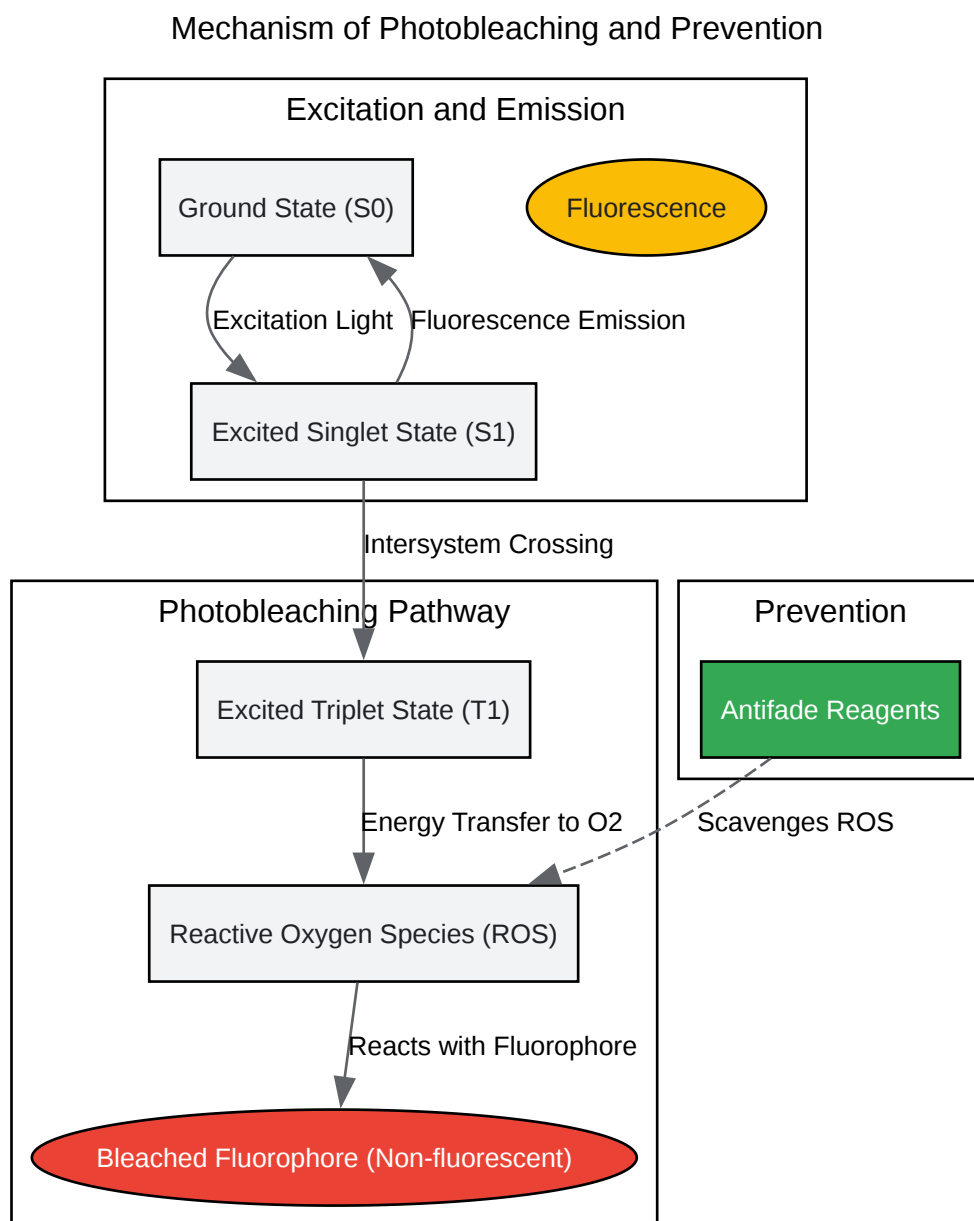 Mechanism of Photobleaching and Prevention
Excitation and Emission
Ground State (S0)
Fluorescence
Excitation Light
Fluorescence Emission
Excited Singlet State (S1)
Intersystem Crossing
Photobleaching Pathway
Prevention
Excited Triplet State (T1)
Antifade Reagents
Energy Transfer to O2
Scavenges ROS
Reactive Oxygen Species (ROS)
Reacts with Fluorophore
Bleached Fluorophore (Non-fluorescent)